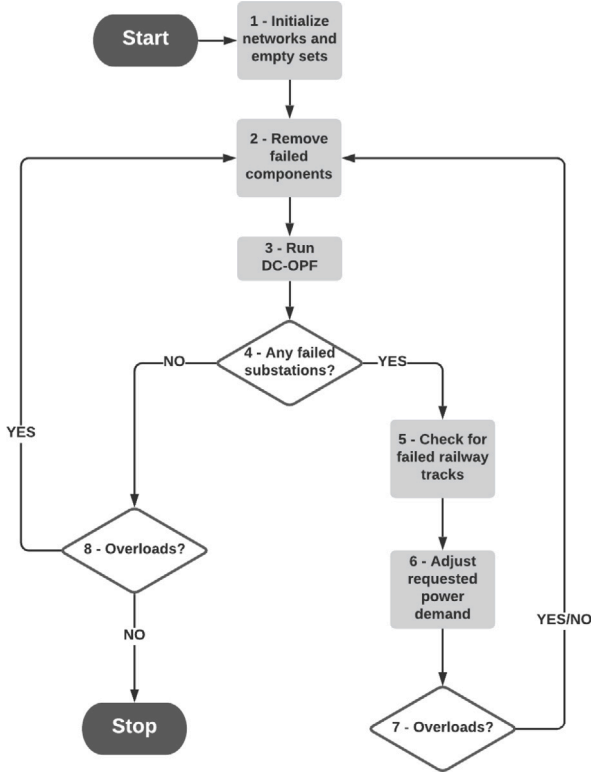 Start
1 - Initialize
networks and
empty sets
2 - Remove
failed
components
3 - Run
DC-OPF
4 - Any failed
substations?
NO
YES
5 - Check for
failed railway
tracks
6 - Adjust
requested
power
demand
7 - Overloads?
YES/NO
8 - Overloads?
YES
NO
Stop